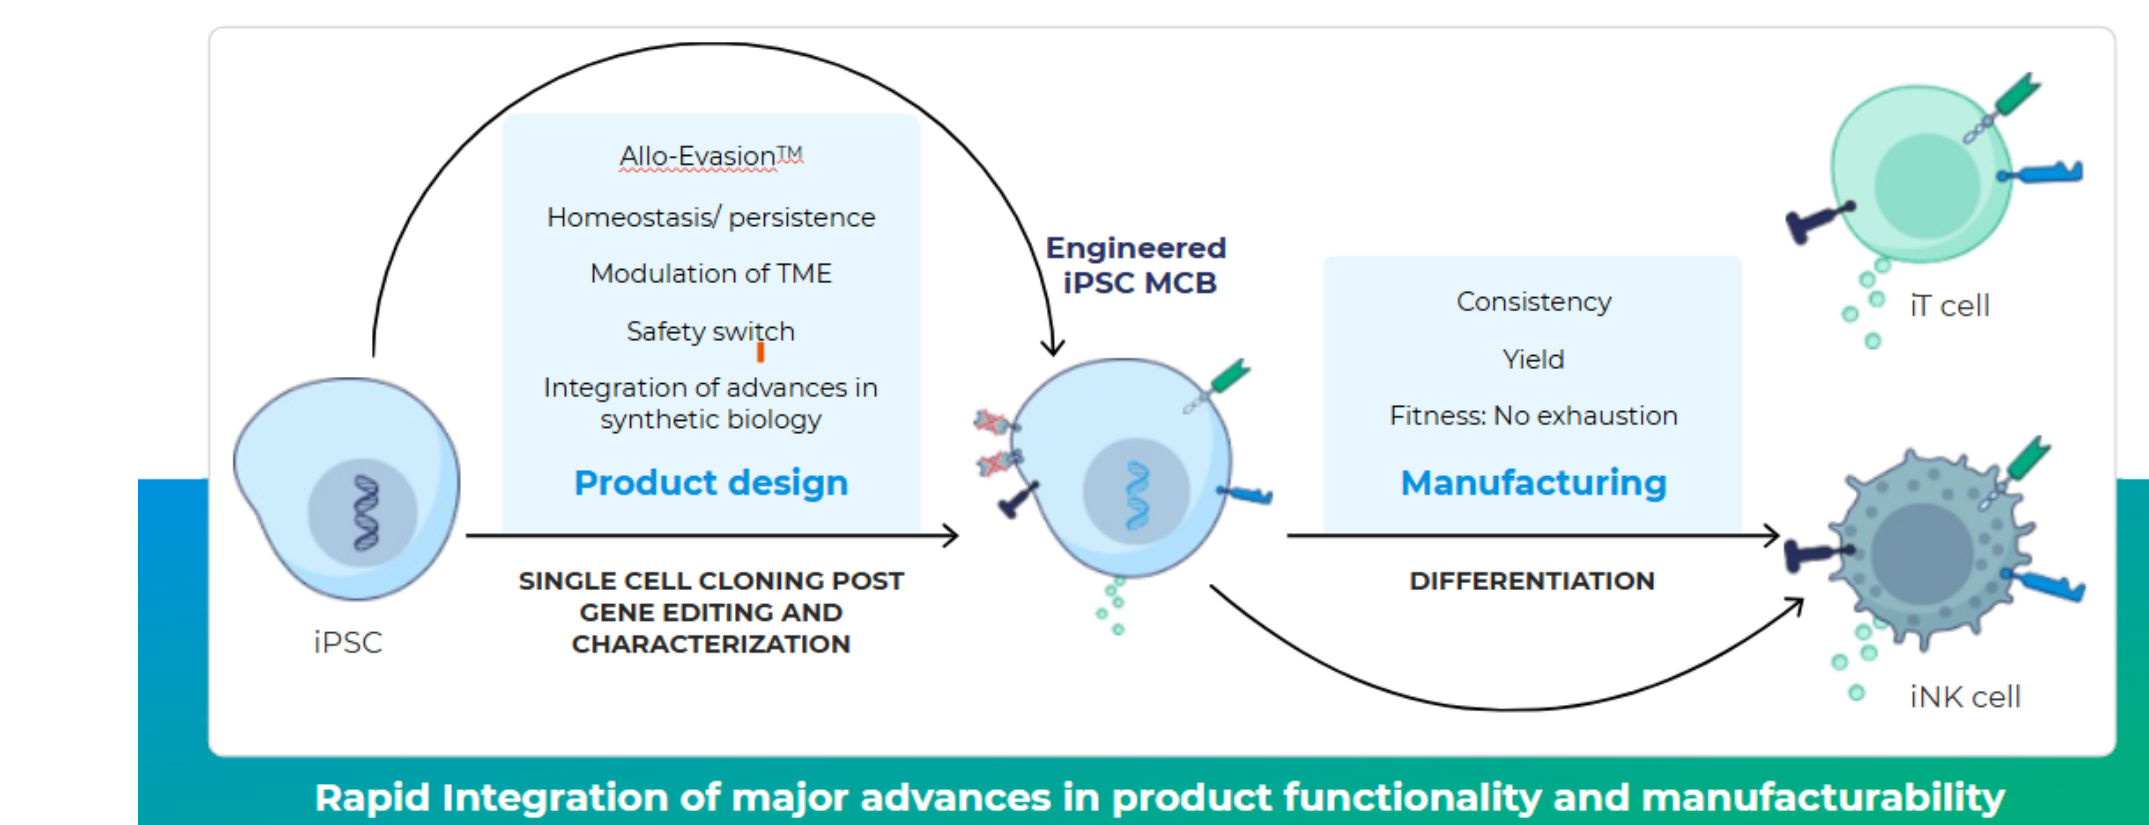 Allo-Evasion™
Homeostasis/ persistence
Modulation of TME
Safety switch
Integration of advances in
synthetic biology
Product design
SINGLE CELL CLONING POST
GENE EDITING AND
CHARACTERIZATION
iPSC
Engineered
iPSC MCB
Consistency
Yield
Fitness: No exhaustion
Manufacturing
DIFFERENTIATION
iT cell
iNK cell
Rapid Integration of major advances in product functionality and manufacturability